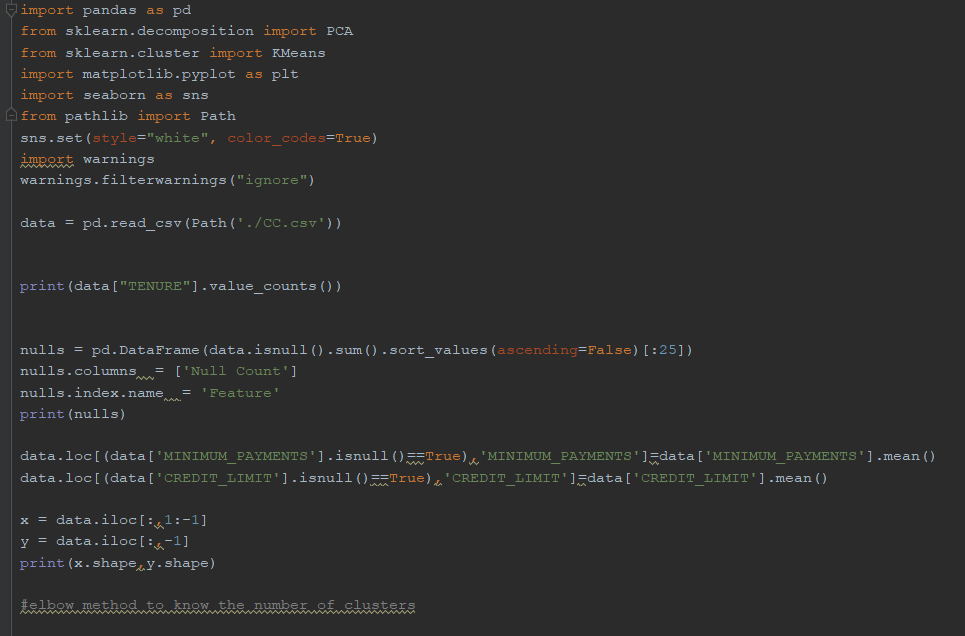 import pandas as pd
from sklearn.decomposition import PCA
from sklearn.cluster import KMeans
import matplotlib.pyplot as plt
import seaborn as sns
from pathlib import Path
sns.set(style="white", color_codes=True)
import warnings
warnings.filterwarnings("ignore")
data = pd.read_csv(Path('./CC.csv'))
print(data["TENURE"].value_counts())
nulls = pd.DataFrame(data.isnull().sum().sort_values(ascending=False)[:25])
nulls.columns  = ['Null Count']
nulls.index.name  = 'Feature'
print(nulls)
data.loc[(data['MINIMUM_PAYMENTS'].isnull()==True),'MINIMUM_PAYMENTS']=data['MINIMUM_PAYMENTS'].mean()
data.loc[(data['CREDIT_LIMIT'].isnull()==True),'CREDIT_LIMIT']=data['CREDIT_LIMIT'].mean()
x = data.iloc[:,1:-1]
y = data.iloc[:,-1]
print(x.shape,y.shape)
#elbow method to know the number of clusters